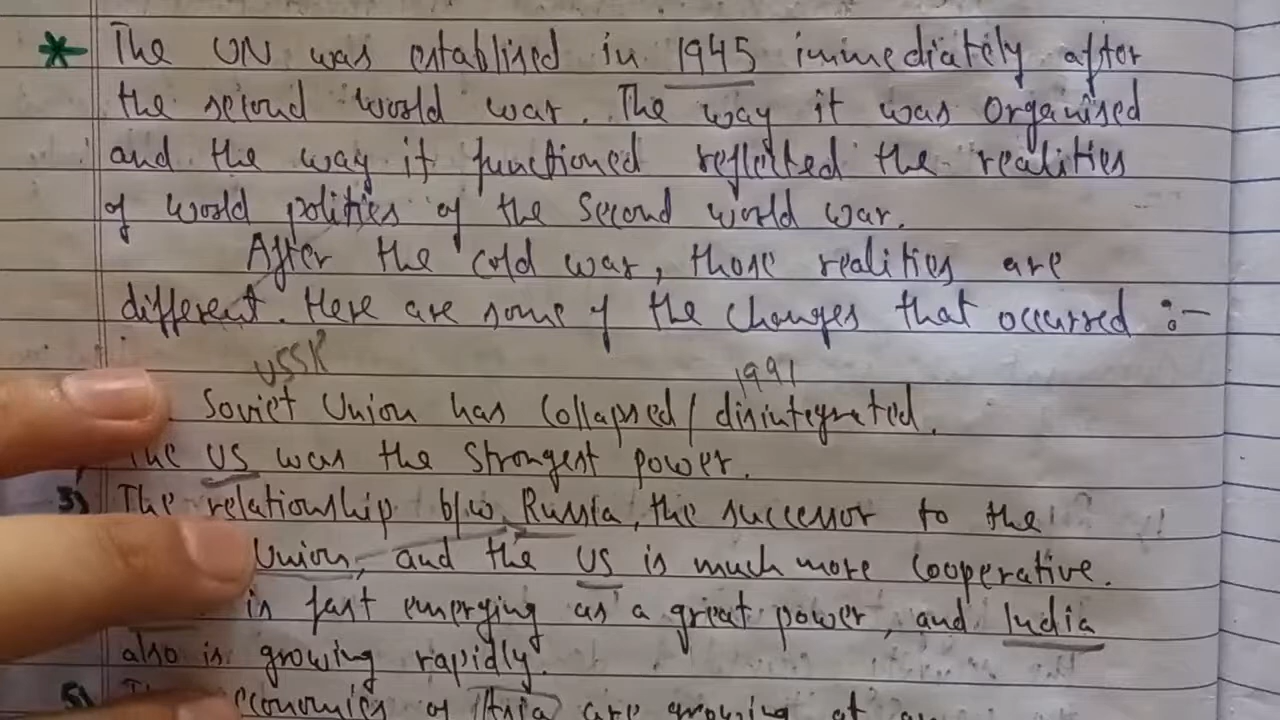 * The UN was establised in 1945 immediately after
the second world war. The way it was organised
and the way it functioned reflected the realities
of world politics of the Second world war.
After the cold war, those realities are
different. Here are some of the changes that occurred :-
USSR 1991
Soviet Union has collapsed/disintegrated.
The US was the strongest power.
3) The relationship b/w Russia, the successor to the
Union, and the US is much more cooperative.
is fast emerging as a great power, and India
also is growing rapidly.
5) economies of Asia are growing at